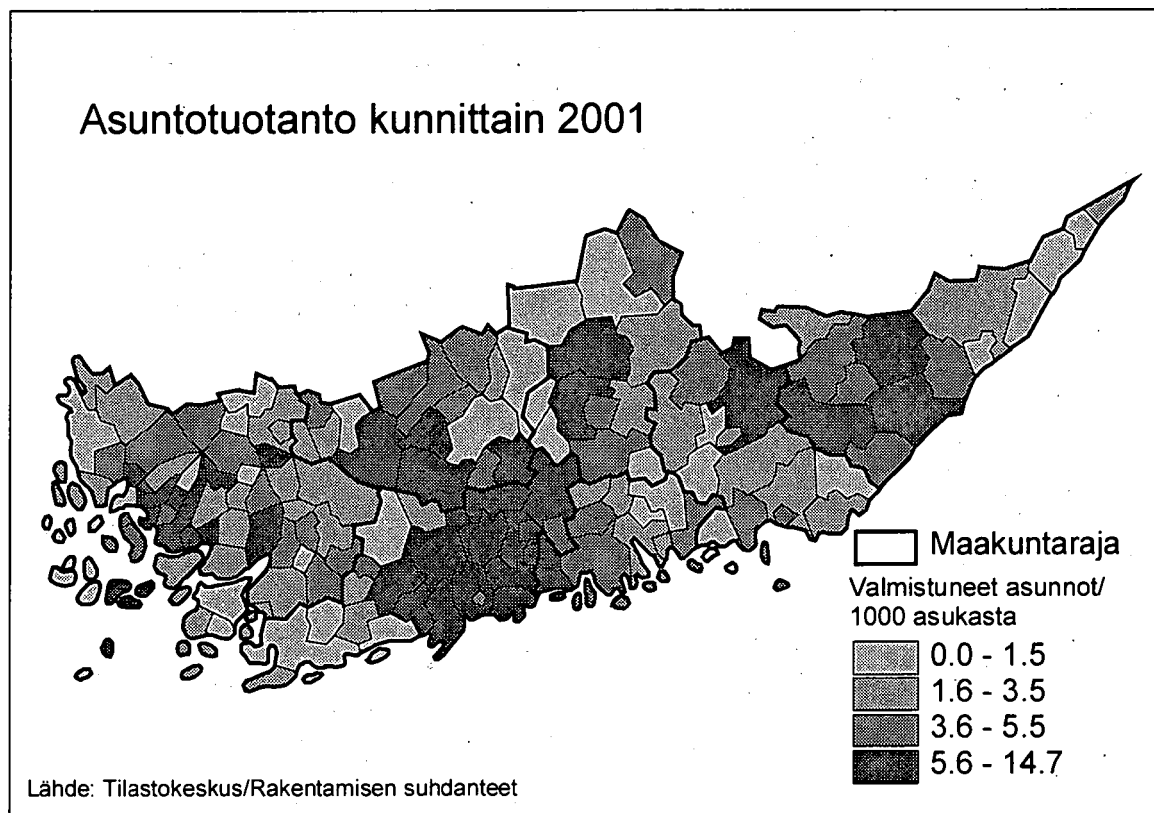 Asuntotuotanto kunnittain 2001
Maakuntaraja
Valmistuneet asunnot/
1000 asukasta
0.0 - 1.5
1.6 - 3.5
3.6 - 5.5
5.6 - 14.7
Lähde: Tilastokeskus/Rakentamisen suhdanteet